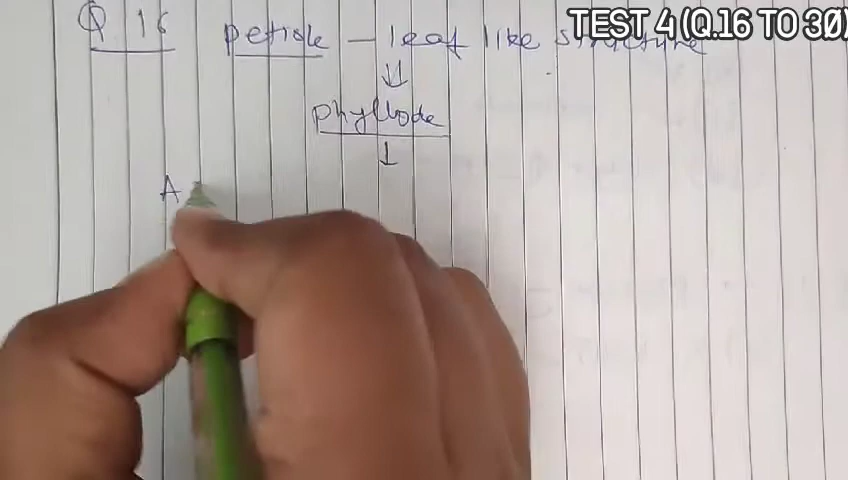 TEST 4 (Q.16 TO 30)
Q 16 petiole - leaf like structure
phyllode
A